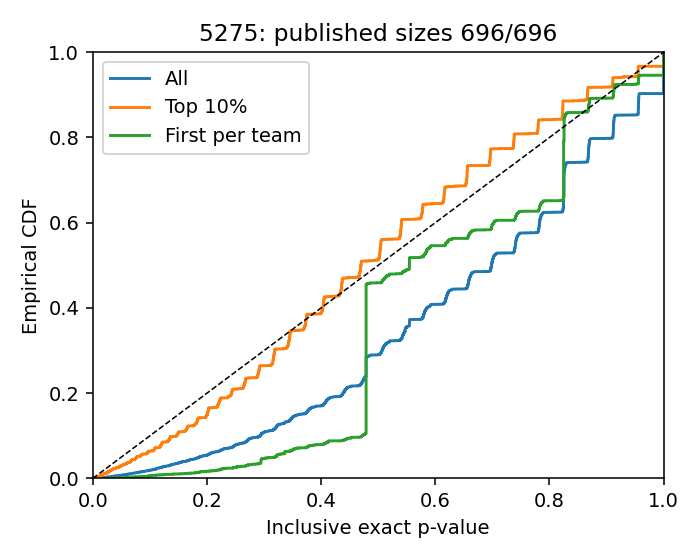 5275: published sizes 696/696
All
Top 10%
First per team
1.0
0.8
0.6
0.4
0.2
0.0
Empirical CDF
0.0 0.2 0.4 0.6 0.8 1.0
Inclusive exact p-value